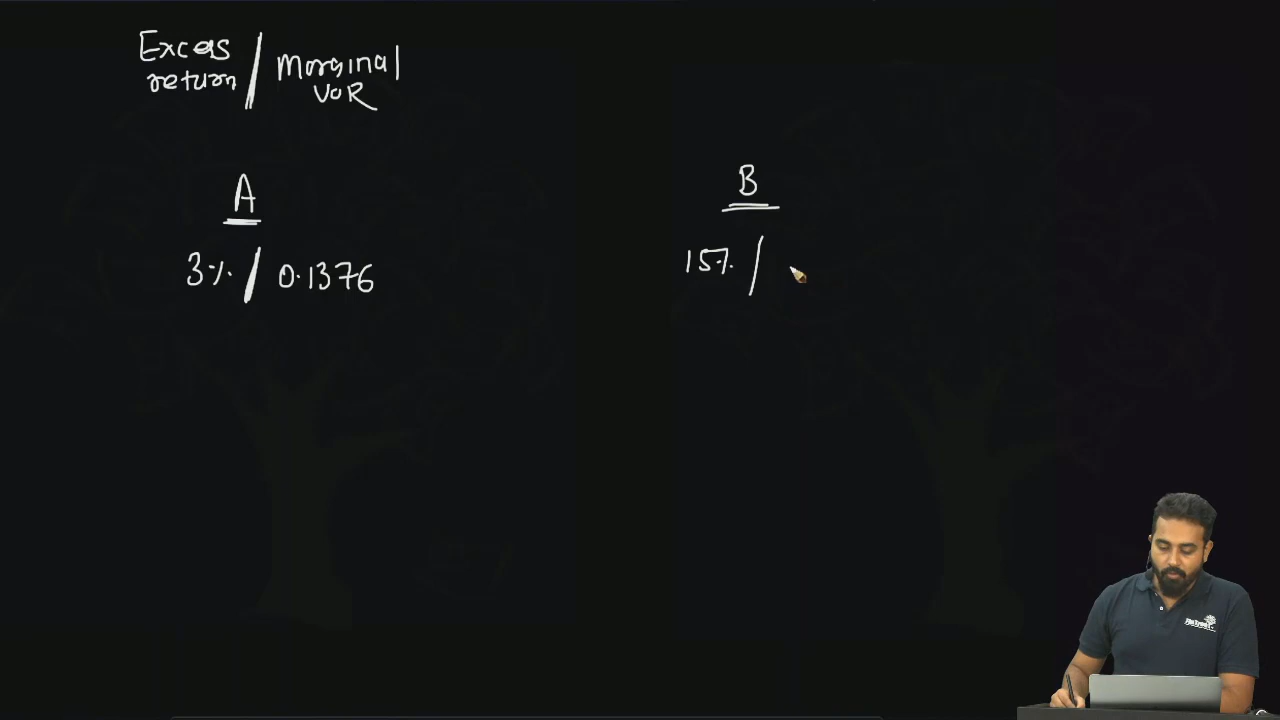 Excess
return / Marginal
VaR
A
B
3% / 0.1376
15% /